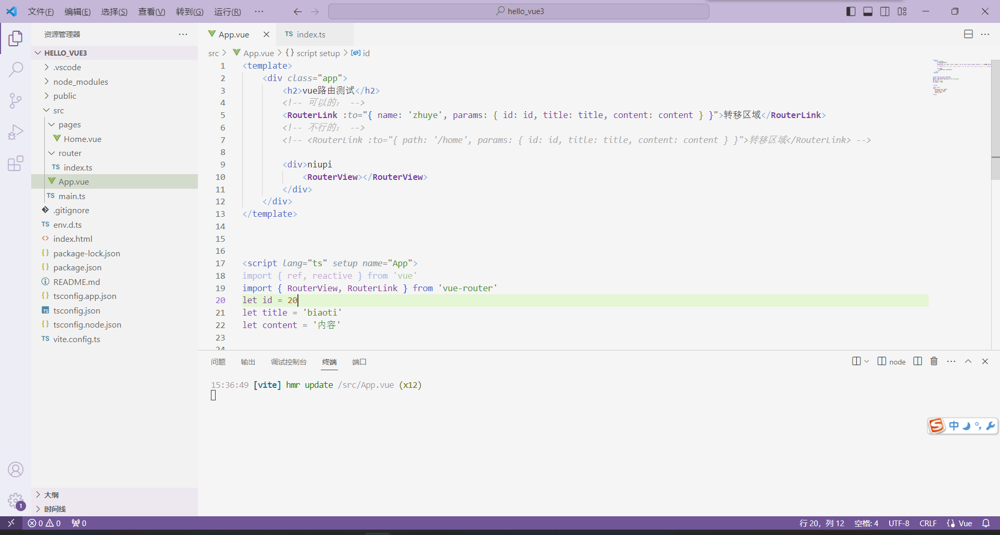 文件(F) 编辑(E) 选择(S) 查看(V) 转到(G) 运行(R) ··· hello_vue3
资源管理器 ···
HELLO_VUE3
.vscode
node_modules
public
src
pages
Home.vue
router
TS index.ts
App.vue
TS main.ts
.gitignore
TS env.d.ts
<> index.html
{} package-lock.json
{} package.json
README.md
{} tsconfig.app.json
TS tsconfig.json
{} tsconfig.node.json
TS vite.config.ts
大纲
时间线
App.vue TS index.ts
src > App.vue > {} script setup > id
1 <template>
2 <div class="app">
3 <h2>vue路由测试</h2>
4 <!-- 可以的： -->
5 <RouterLink :to="{ name: 'zhuye', params: { id: id, title: title, content: content } }">转移区域</RouterLink>
6 <!-- 不行的： -->
7 <!-- <RouterLink :to="{ path: '/home', params: { id: id, title: title, content: content } }">转移区域</RouterLink> -->
8
9 <div>niupi
10 <RouterView></RouterView>
11 </div>
12 </div>
13 </template>
14
15
16
17 <script lang="ts" setup name="App">
18 import { ref, reactive } from 'vue'
19 import { RouterView, RouterLink } from 'vue-router'
20 let id = 20
21 let title = 'biaoti'
22 let content = '内容'
23
24
问题 输出 调试控制台 终端 端口 node ···
15:36:49 [vite] hmr update /src/App.vue (x12)
中
1
0 0 0 行 20，列 12 空格: 4 UTF-8 CRLF {} Vue